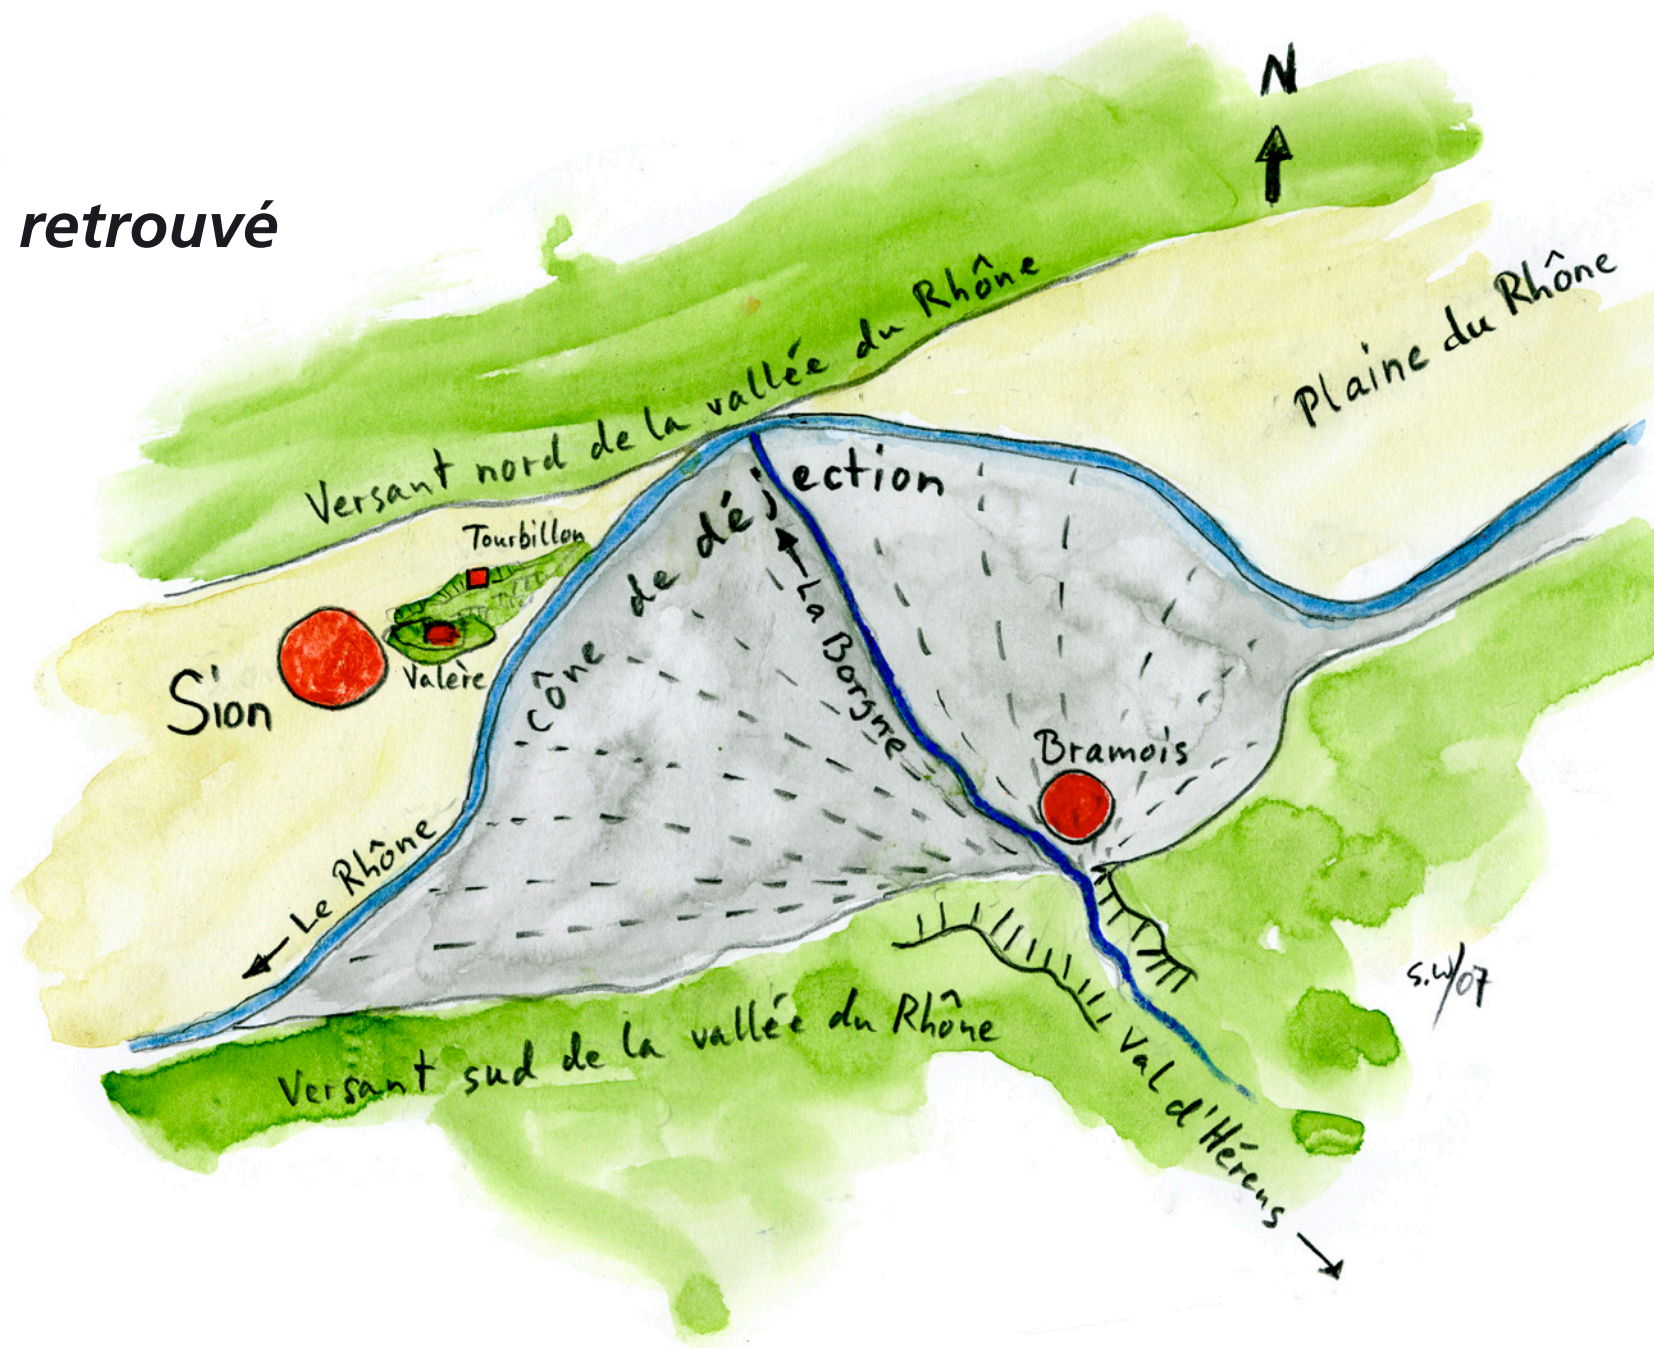 N
retrouvé
Versant nord de la vallée du Rhône
Plaine du Rhône
cône de déjection
Tourbillon
Valère
Sion
La Borgne
Bramois
Le Rhône
Versant sud de la vallée du Rhône
Val d'Hérens
S.W/07